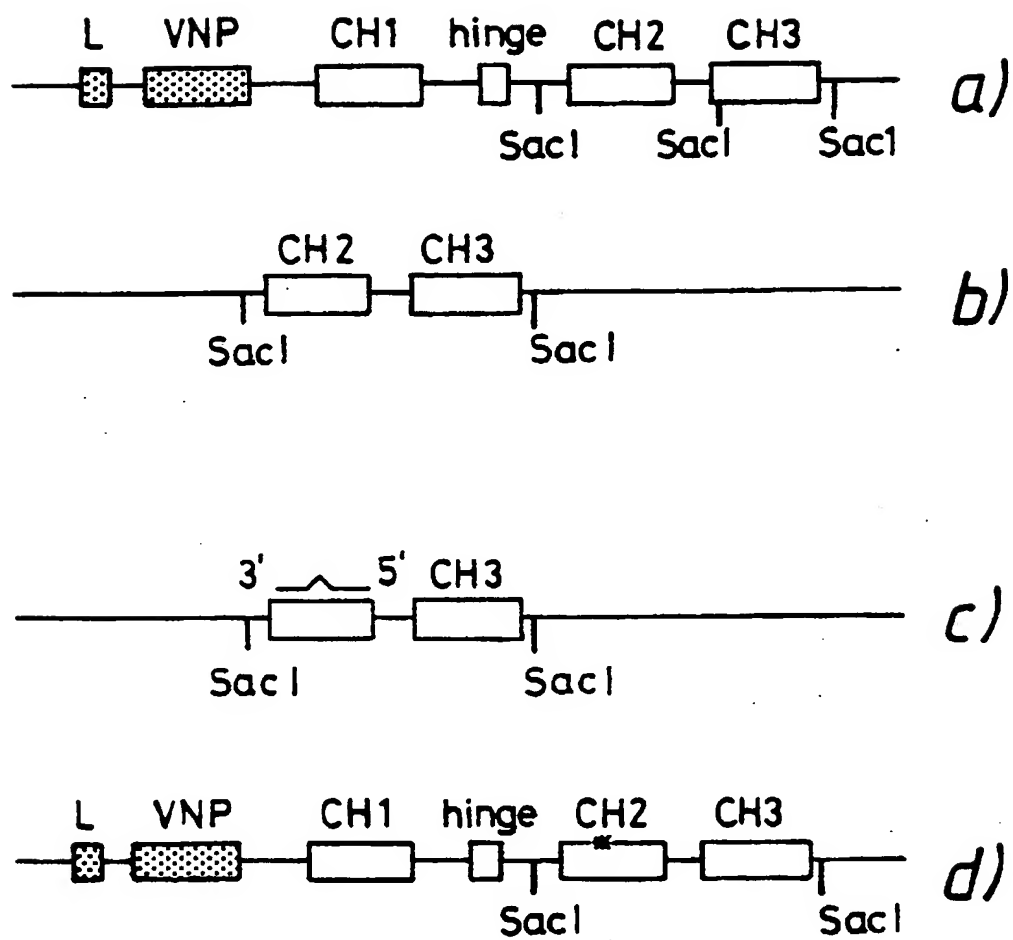 L VNP CH1 hinge CH2 CH3
a)
SacI SacI Sac1
CH2 CH3
b)
SacI SacI
3' 5' CH3
c)
SacI SacI
L VNP CH1 hinge CH2 CH3
*
d)
SacI SacI